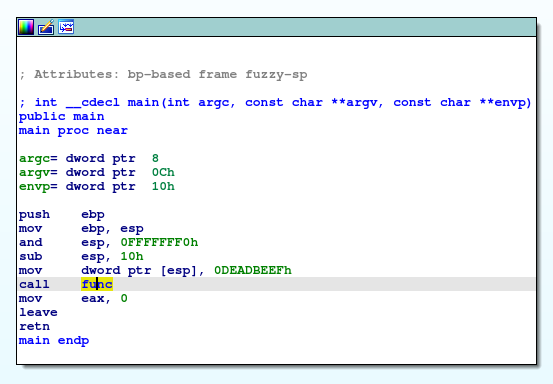 ; Attributes: bp-based frame fuzzy-sp
; int __cdecl main(int argc, const char **argv, const char **envp)
public main
main proc near
argc= dword ptr  8
argv= dword ptr  0Ch
envp= dword ptr  10h
push    ebp
mov     ebp, esp
and     esp, 0FFFFFFF0h
sub     esp, 10h
mov     dword ptr [esp], 0DEADBEEFh
call    func
mov     eax, 0
leave
retn
main endp